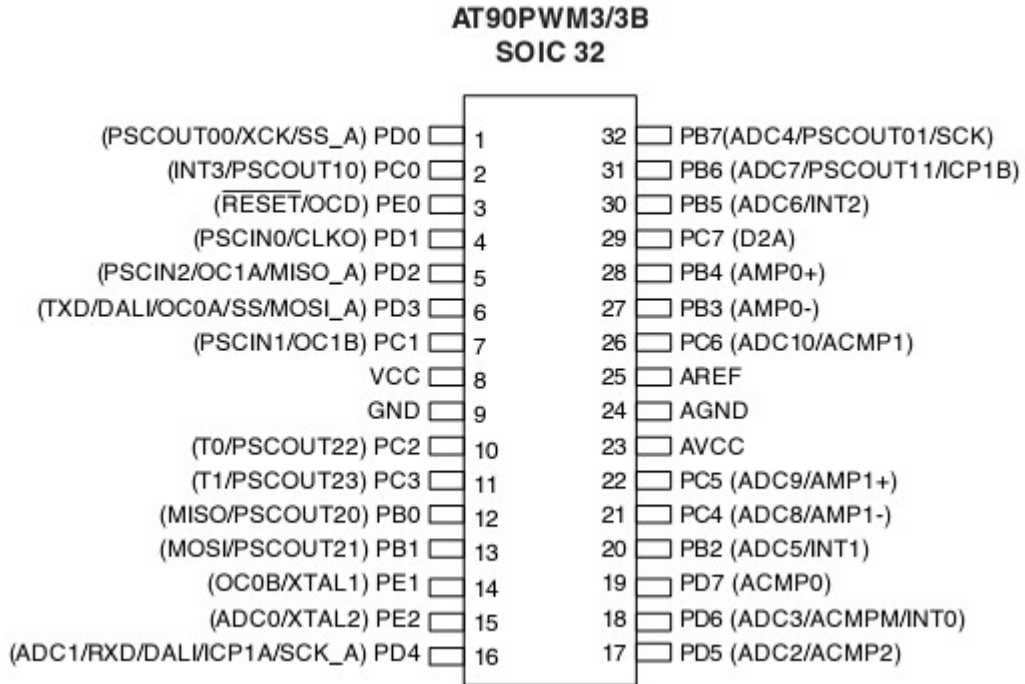 AT90PWM3/3B
SOIC 32
(PSCOUT00/XCK/SS_A) PD0 1 32 PB7(ADC4/PSCOUT01/SCK)
(INT3/PSCOUT10) PC0 2 31 PB6 (ADC7/PSCOUT11/ICP1B)
(RESET/OCD) PE0 3 30 PB5 (ADC6/INT2)
(PSCIN0/CLKO) PD1 4 29 PC7 (D2A)
(PSCIN2/OC1A/MISO_A) PD2 5 28 PB4 (AMP0+)
(TXD/DALI/OC0A/SS/MOSI_A) PD3 6 27 PB3 (AMP0-)
(PSCIN1/OC1B) PC1 7 26 PC6 (ADC10/ACMP1)
VCC 8 25 AREF
GND 9 24 AGND
(T0/PSCOUT22) PC2 10 23 AVCC
(T1/PSCOUT23) PC3 11 22 PC5 (ADC9/AMP1+)
(MISO/PSCOUT20) PB0 12 21 PC4 (ADC8/AMP1-)
(MOSI/PSCOUT21) PB1 13 20 PB2 (ADC5/INT1)
(OC0B/XTAL1) PE1 14 19 PD7 (ACMP0)
(ADC0/XTAL2) PE2 15 18 PD6 (ADC3/ACMPM/INT0)
(ADC1/RXD/DALI/ICP1A/SCK_A) PD4 16 17 PD5 (ADC2/ACMP2)